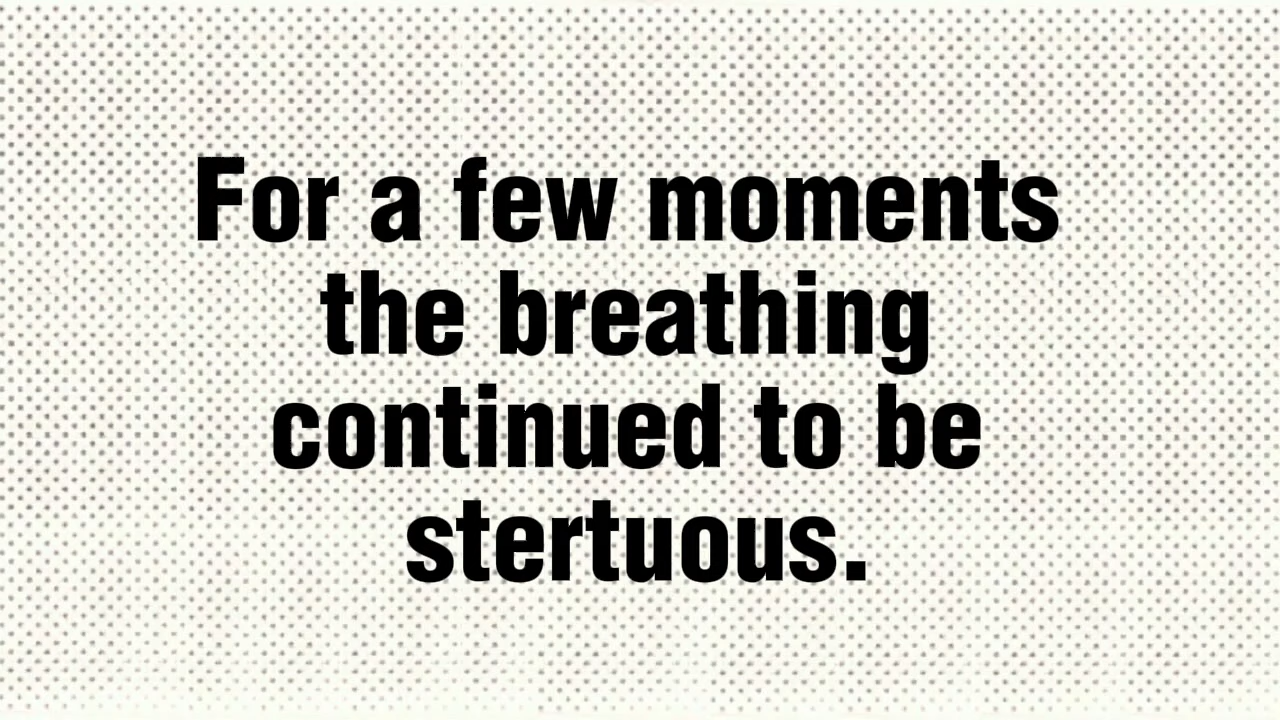 For a few moments
the breathing
continued to be
stertuous.